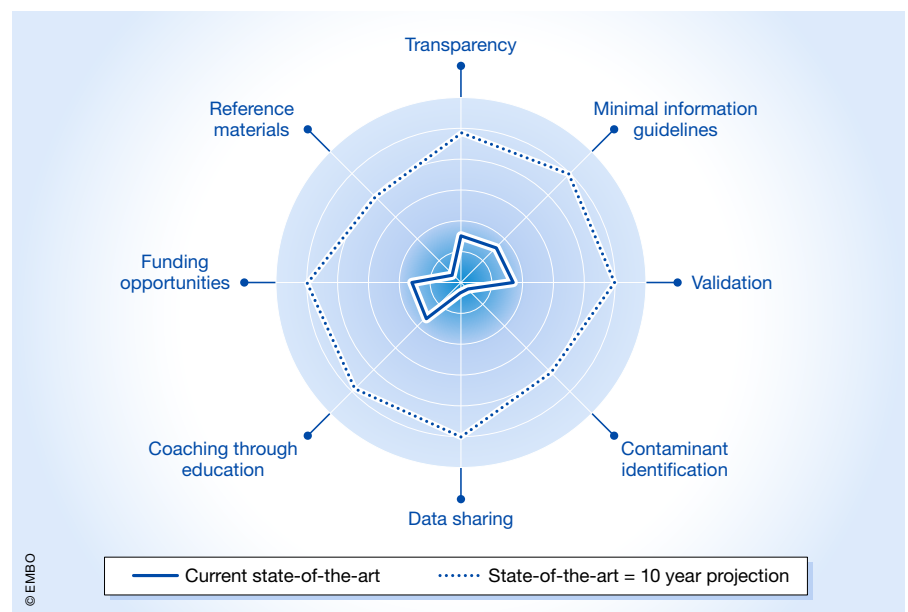 Transparency
Reference
materials
Minimal information
guidelines
Funding
opportunities
Validation
Coaching through
education
Contaminant
identification
Data sharing
© EMBO
Current state-of-the-art
State-of-the-art = 10 year projection